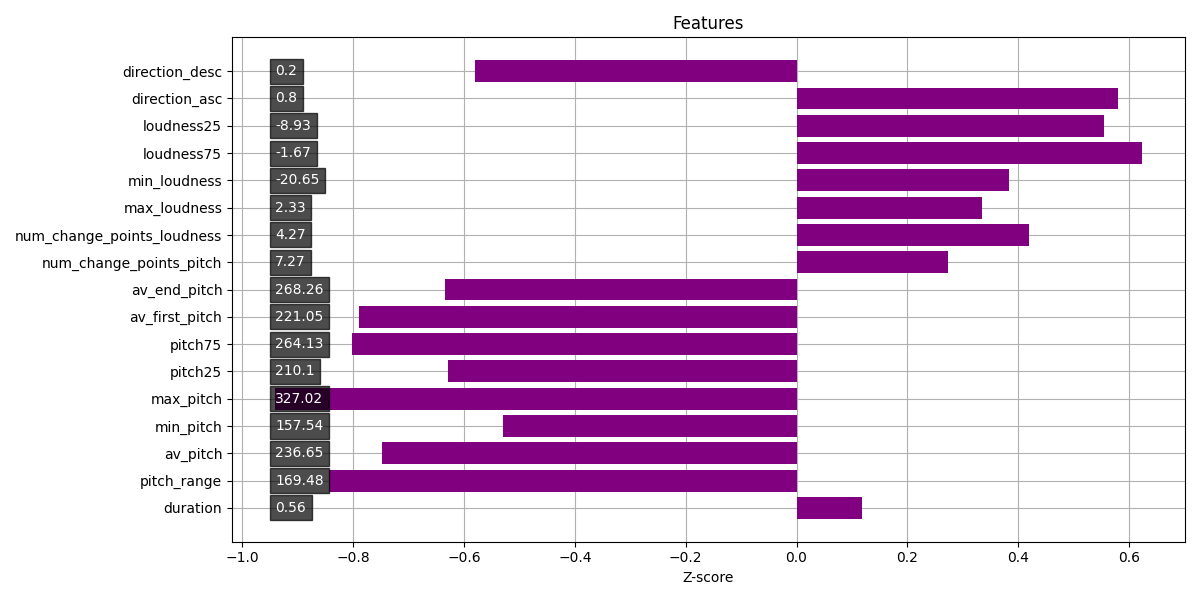 Features
direction_desc 0.2
direction_asc 0.8
loudness25 -8.93
loudness75 -1.67
min_loudness -20.65
max_loudness 2.33
num_change_points_loudness 4.27
num_change_points_pitch 7.27
av_end_pitch 268.26
av_first_pitch 221.05
pitch75 264.13
pitch25 210.1
max_pitch 327.02
min_pitch 157.54
av_pitch 236.65
pitch_range 169.48
duration 0.56
−1.0 −0.8 −0.6 −0.4 −0.2 0.0 0.2 0.4 0.6
Z-score